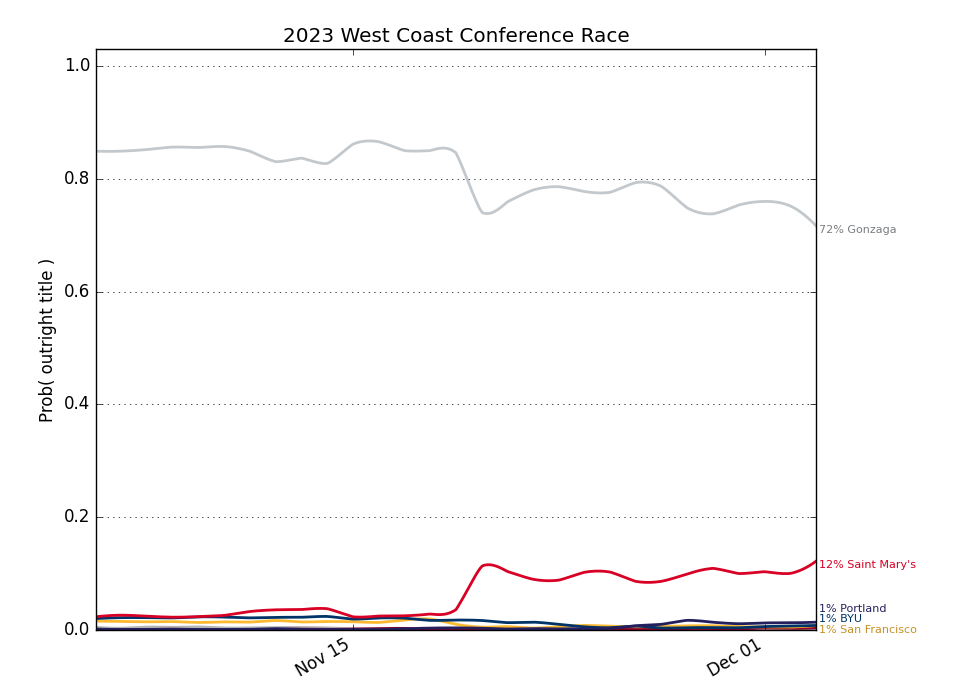 2023 West Coast Conference Race
Prob( outright title )
1.0
0.8
0.6
0.4
0.2
0.0
Nov 15
Dec 01
72% Gonzaga
12% Saint Mary's
1% Portland
1% BYU
1% San Francisco